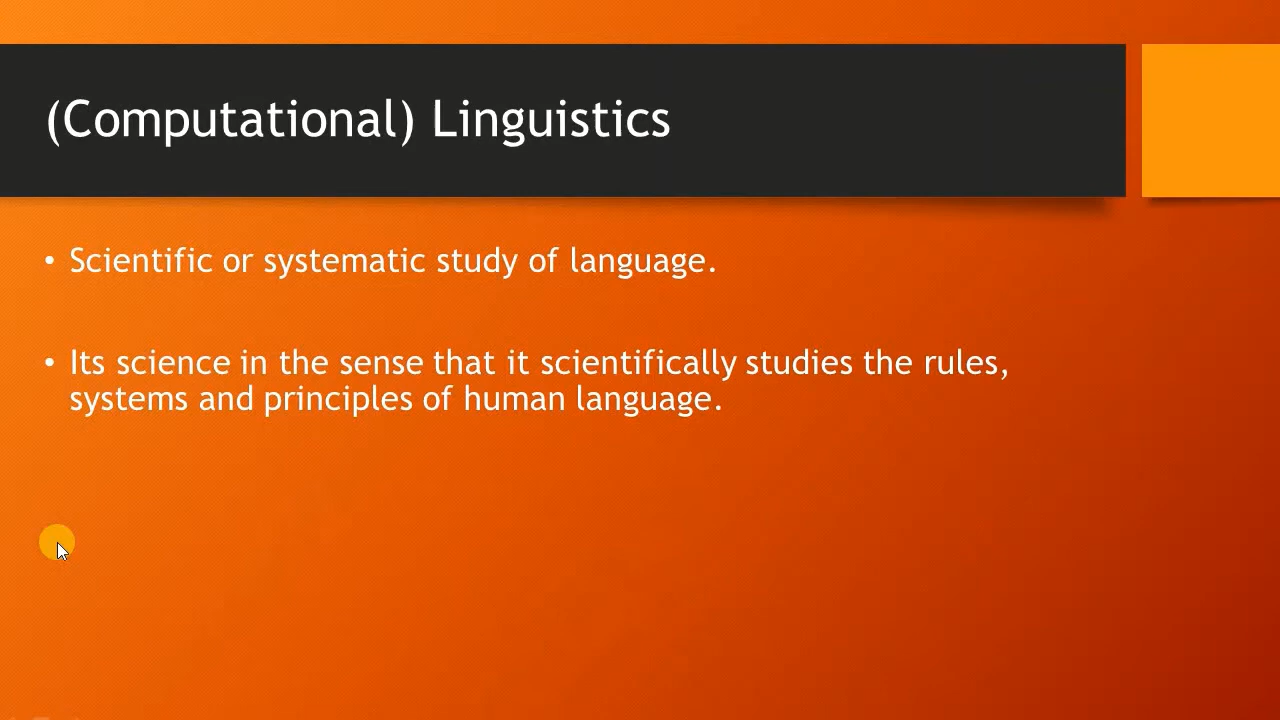 (Computational) Linguistics
• Scientific or systematic study of language.
• Its science in the sense that it scientifically studies the rules,
systems and principles of human language.